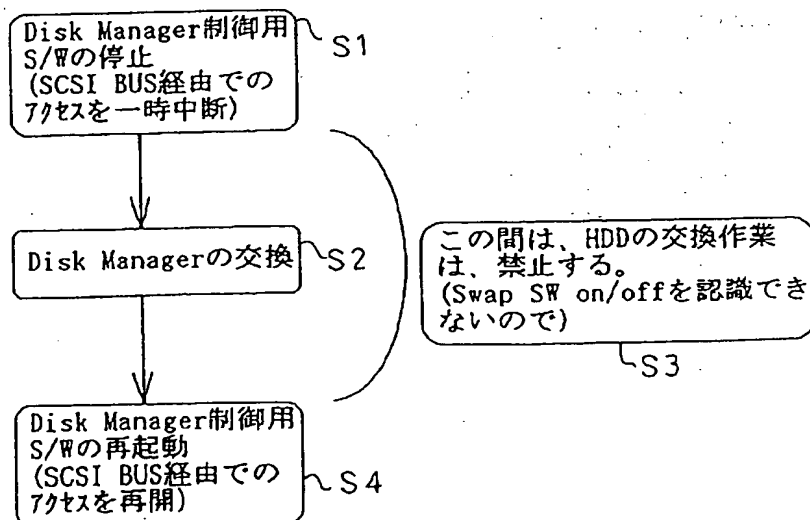 Disk Manager制御用
S/Wの停止
(SCSI BUS経由での
ｱｸｾｽを一時中断)
S1
Disk Managerの交換
S2
この間は、HDDの交換作業
は、禁止する。
(Swap SW on/offを認識でき
ないので)
S3
Disk Manager制御用
S/Wの再起動
(SCSI BUS経由での
ｱｸｾｽを再開)
S4